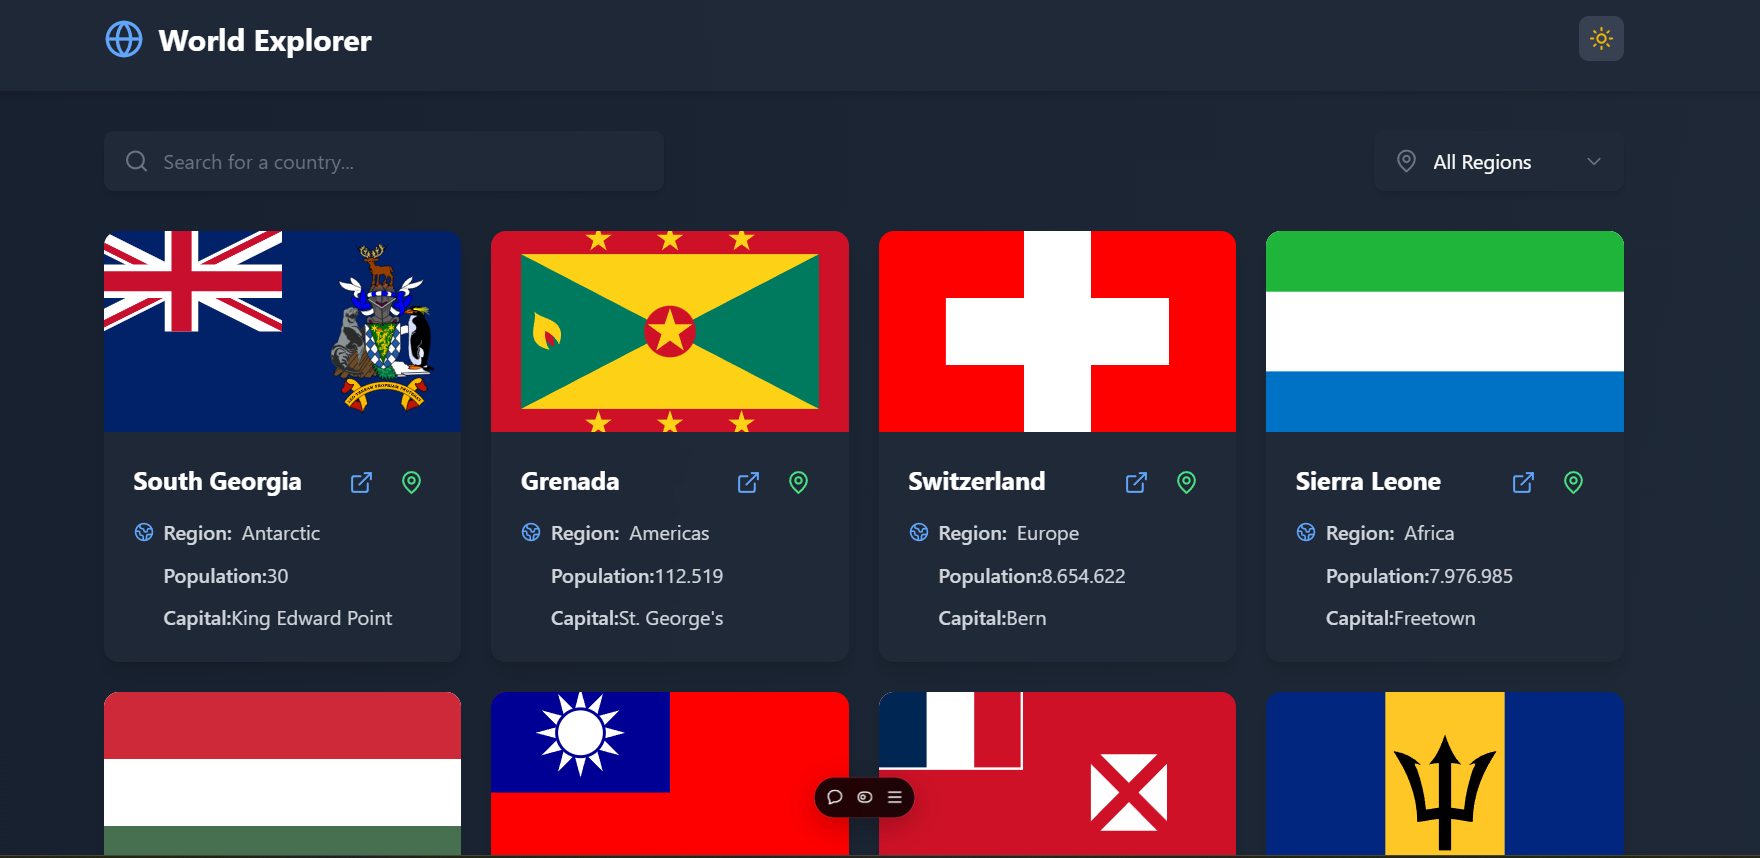 World Explorer
Search for a country...
All Regions
South Georgia
Region: Antarctic
Population:30
Capital:King Edward Point
Grenada
Region: Americas
Population:112.519
Capital:St. George's
Switzerland
Region: Europe
Population:8.654.622
Capital:Bern
Sierra Leone
Region: Africa
Population:7.976.985
Capital:Freetown